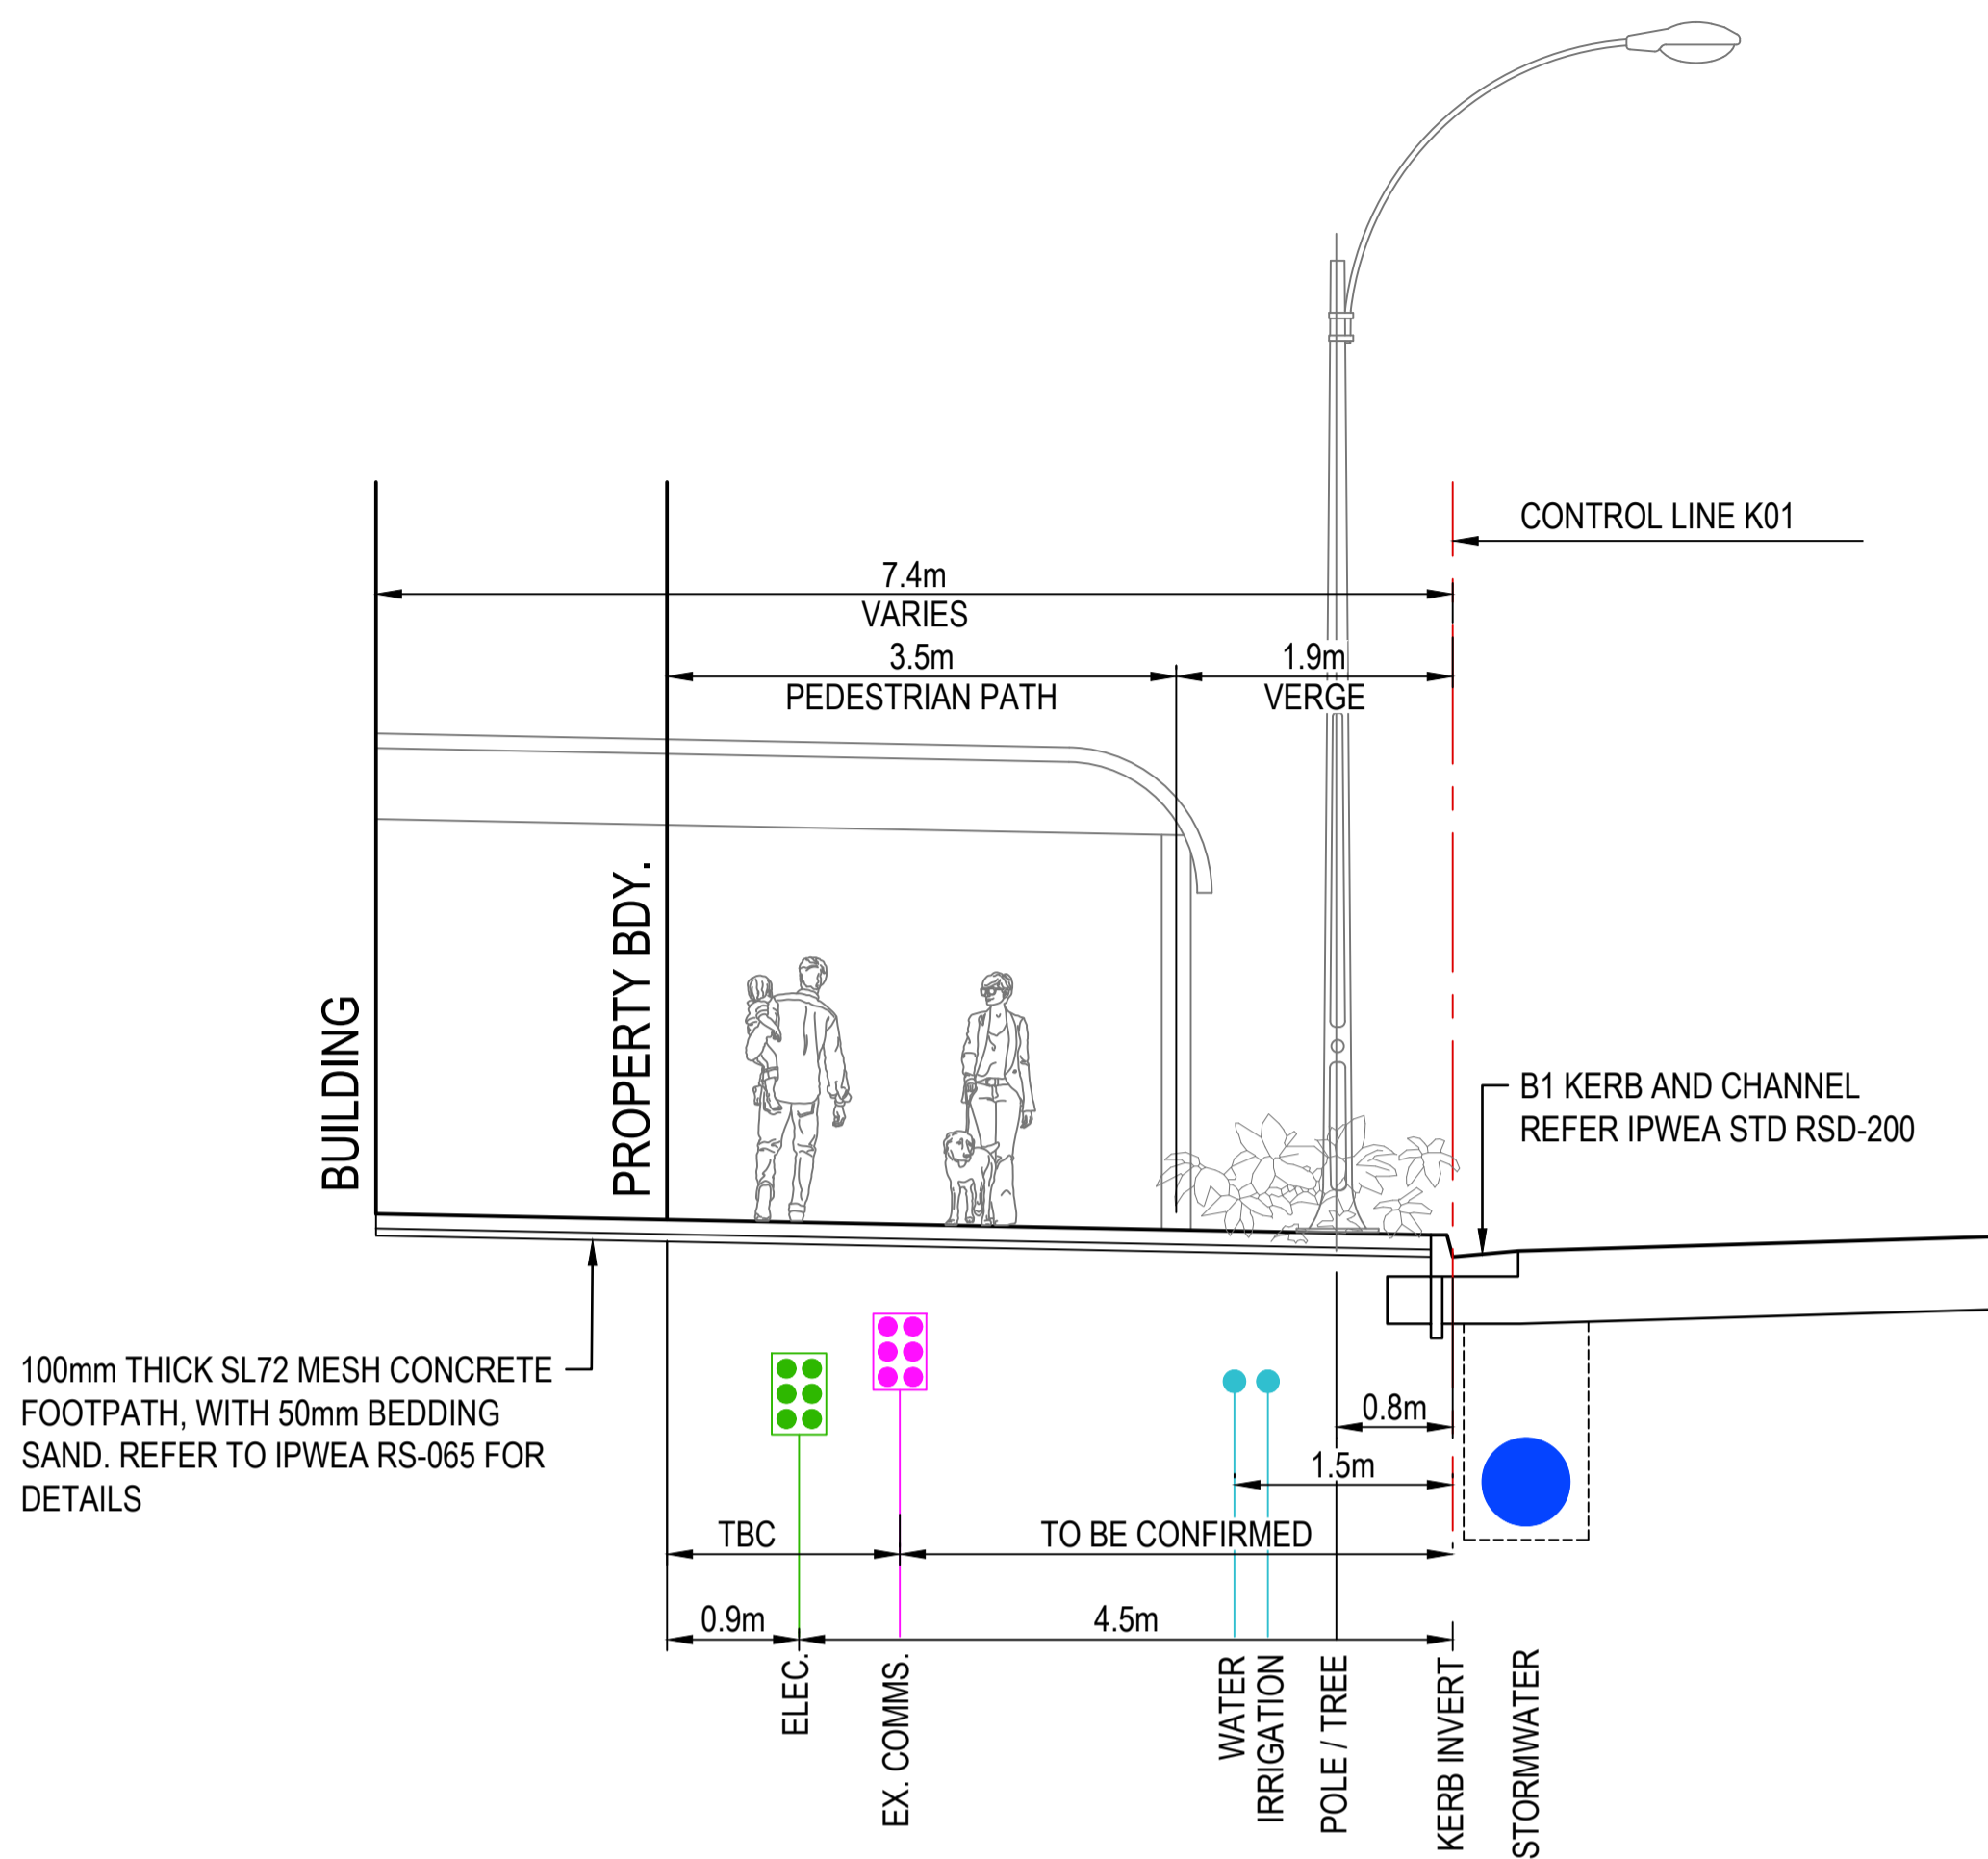 CONTROL LINE K01
7.4m
VARIES
3.5m
1.9m
PEDESTRIAN PATH
VERGE
BUILDING
PROPERTY BDY.
B1 KERB AND CHANNEL
REFER IPWEA STD RSD-200
100mm THICK SL72 MESH CONCRETE
FOOTPATH, WITH 50mm BEDDING
SAND. REFER TO IPWEA RS-065 FOR
DETAILS
0.8m
1.5m
TBC
TO BE CONFIRMED
0.9m
4.5m
ELEC.
EX. COMMS.
WATER
IRRIGATION
POLE / TREE
KERB INVERT
STORMWATER